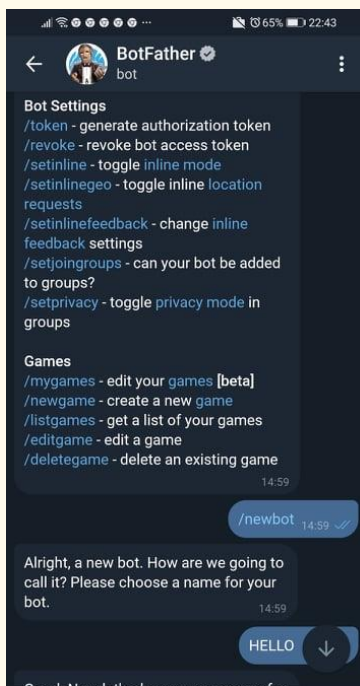 65% 22:43
BotFather
bot
Bot Settings
/token - generate authorization token
/revoke - revoke bot access token
/setinline - toggle inline mode
/setinlinegeo - toggle inline location
requests
/setinlinefeedback - change inline
feedback settings
/setjoingroups - can your bot be added
to groups?
/setprivacy - toggle privacy mode in
groups
Games
/mygames - edit your games [beta]
/newgame - create a new game
/listgames - get a list of your games
/editgame - edit a game
/deletegame - delete an existing game
14:59
/newbot 14:59
Alright, a new bot. How are we going to
call it? Please choose a name for your
bot.
14:59
HELLO